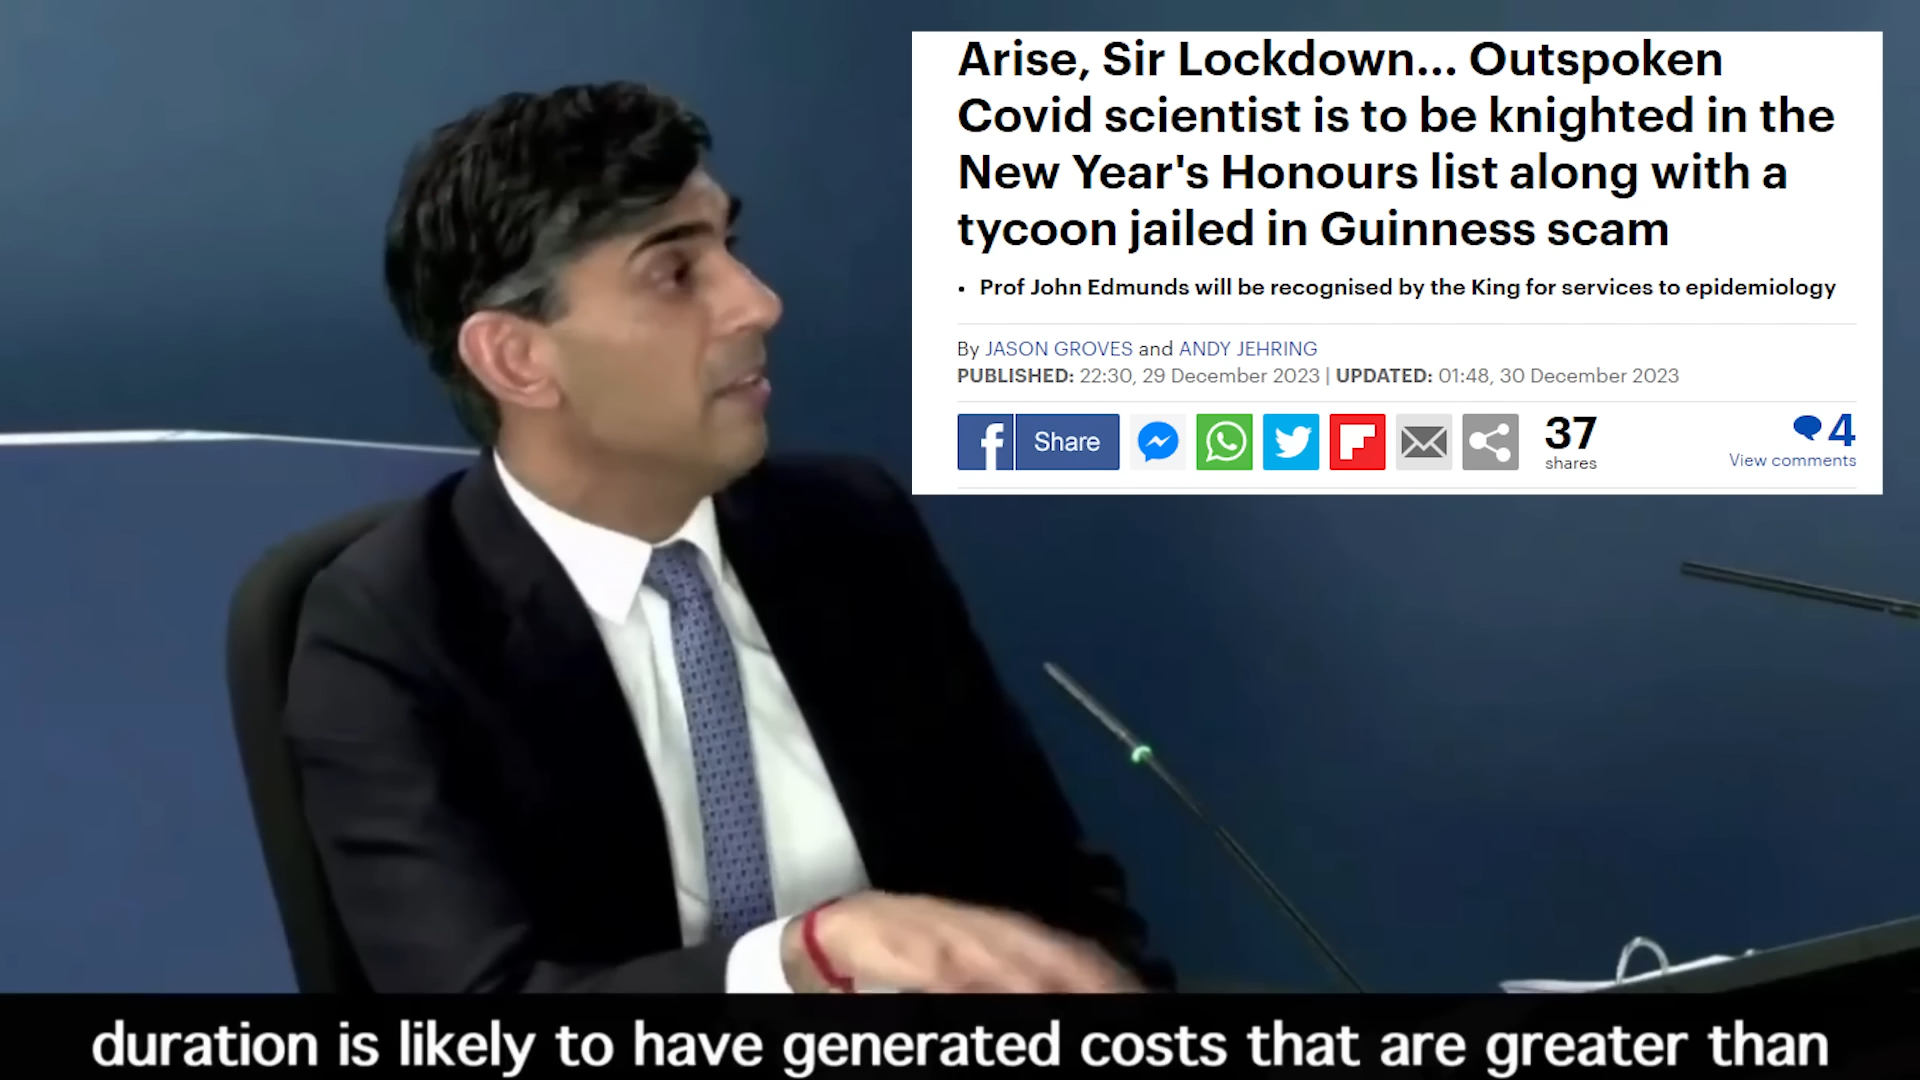 Arise, Sir Lockdown... Outspoken
Covid scientist is to be knighted in the
New Year's Honours list along with a
tycoon jailed in Guinness scam
• Prof John Edmunds will be recognised by the King for services to epidemiology
By JASON GROVES and ANDY JEHRING
PUBLISHED: 22:30, 29 December 2023 | UPDATED: 01:48, 30 December 2023
f Share
37
shares
4
View comments
duration is likely to have generated costs that are greater than